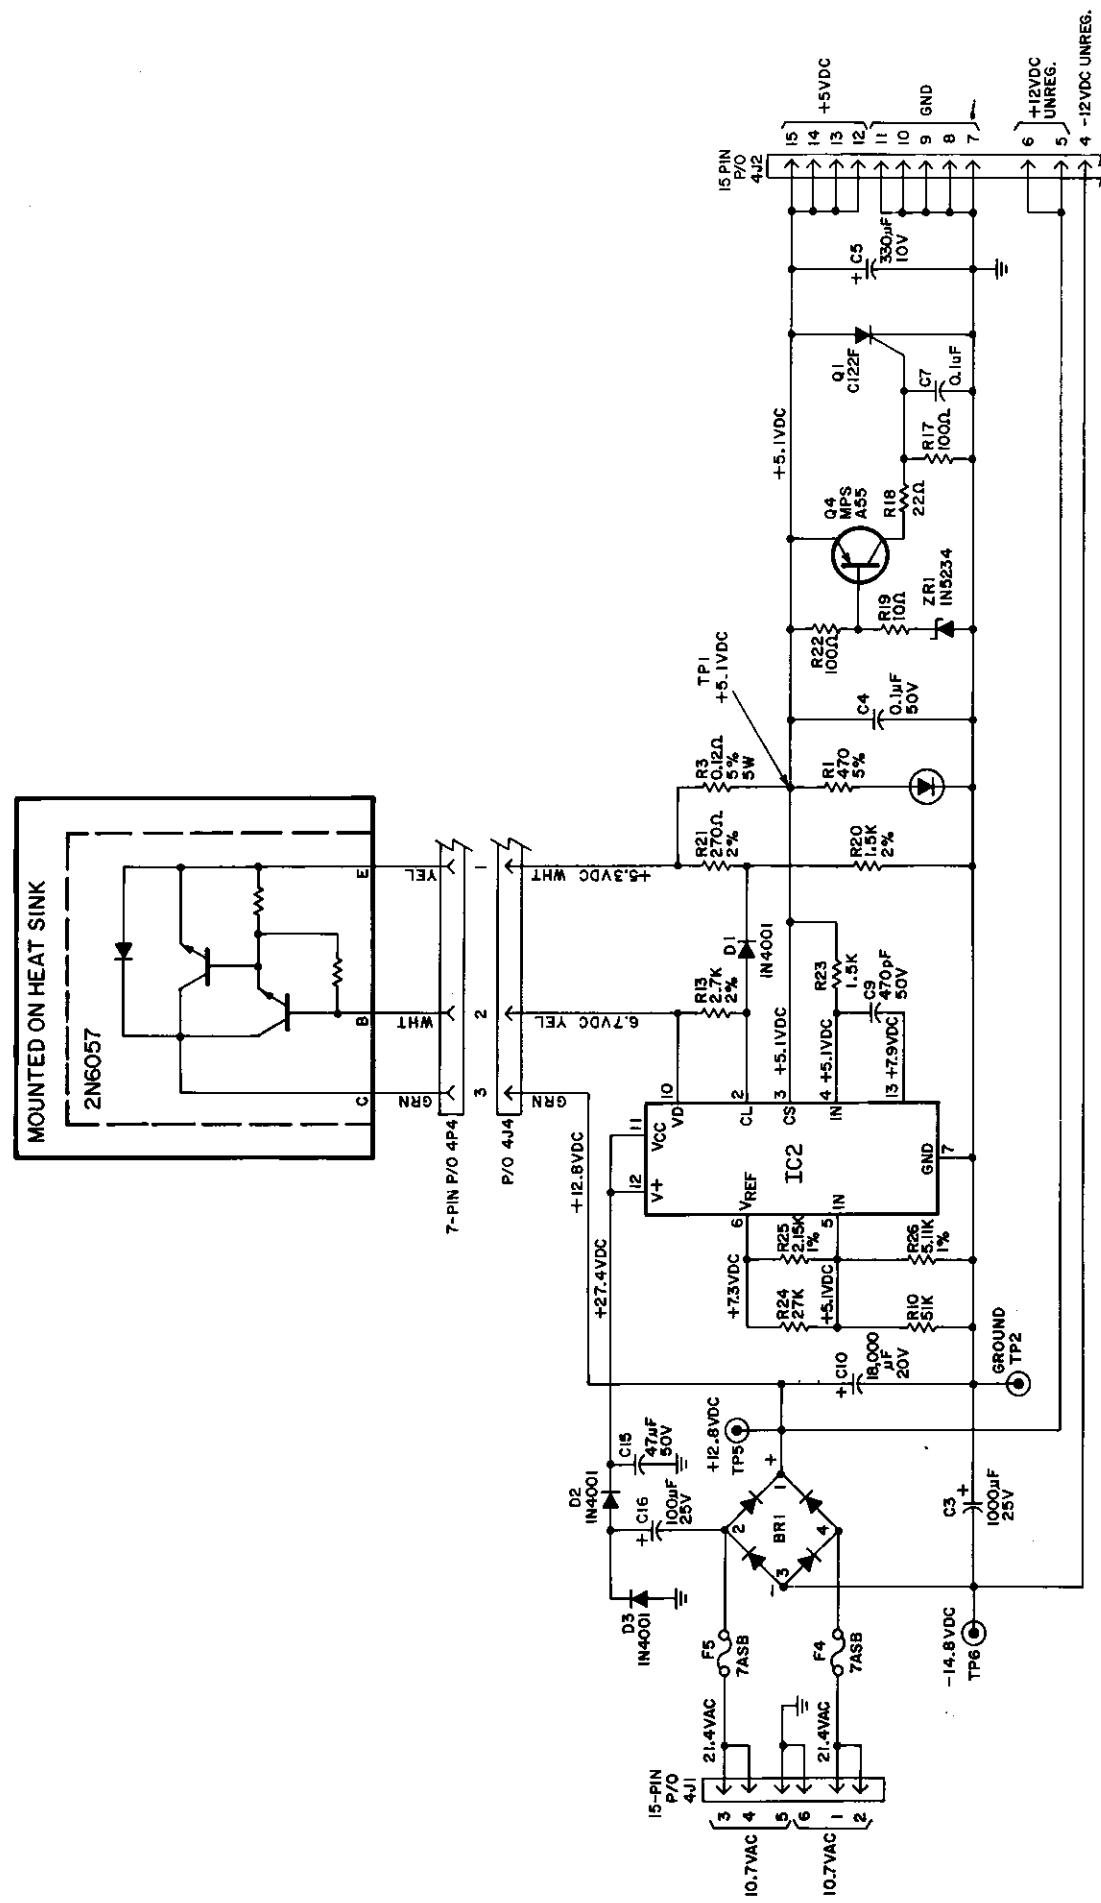 MOUNTED ON HEAT SINK
2N6057
C
B
E
GRN
WHT
YEL
7-PIN P/O 4P4
3
2
1
P/O 4J4
GRN
6.7VDC YEL
+5.3VDC WHT
15-PIN
P/O
4J1
3
4
5
6
1
2
10.7VAC
10.7VAC
21.4VAC
21.4VAC
F5
7ASB
F4
7ASB
D3
1N4001
D2
1N4001
+ C16
100µF
25V
C15
47µF
50V
+27.4VDC
+12.8VDC
BR1
1
2
3
4
+
-
+12.8VDC
TP5
-14.8VDC
TP6
C3 +
1000µF
25V
+ C10
18,000
µF
20V
GROUND
TP2
+7.3VDC
R24
27K
R25
2.15K
1%
+5.1VDC
R10
51K
R26
5.11K
1%
IC2
12
V+
11
VCC
10
VD
2
CL
3
CS
4
IN
13
6
VREF
5
IN
GND
7
R13
2.7K
2%
D1
1N4001
R21
270Ω
2%
R3
0.12Ω
5%
5W
+5.1VDC
+5.1VDC
+7.9VDC
R23
1.5K
C9
470pF
50V
R20
1.5K
2%
R1
470
5%
TP1
+5.1VDC
C4
0.1µF
50V
R22
100Ω
R19
10Ω
ZR1
1N5234
Q4
MPS
A55
R18
22Ω
R17
100Ω
C7
0.1uF
+5.1VDC
Q1
C122F
+ C5
330µF
10V
15 PIN
P/O
4J2
15
14
13
12
11
10
9
8
7
6
5
4
+5VDC
GND
+12VDC
UNREG.
-12VDC UNREG.